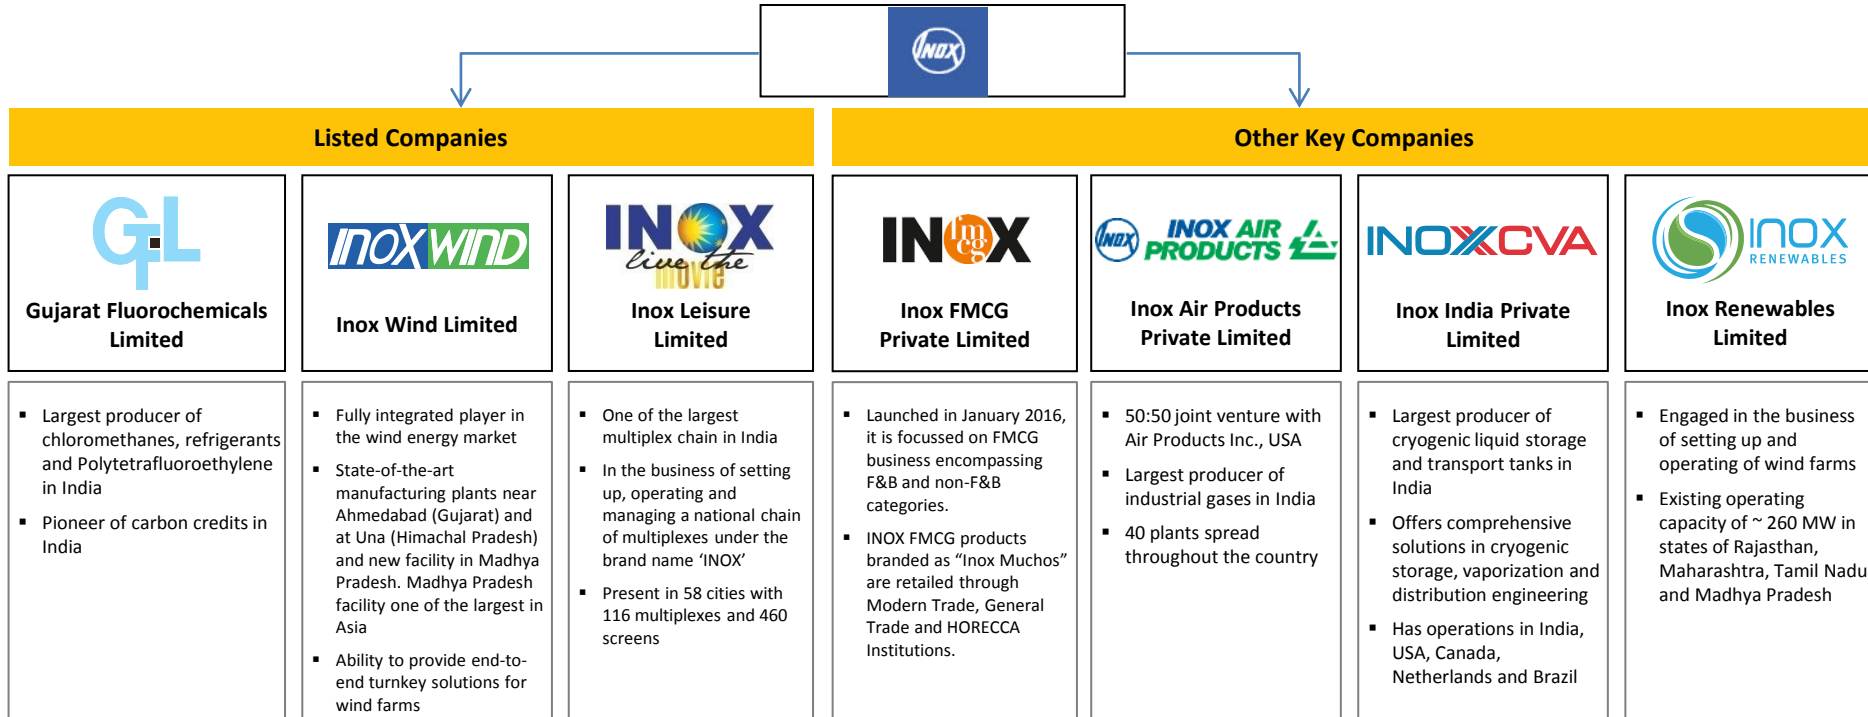 INOX
Listed Companies
Other Key Companies
GFL
Gujarat Fluorochemicals
Limited
INOX WIND
Inox Wind Limited
INOX
live the
movie
Inox Leisure
Limited
INOX
fmcg
Inox FMCG
Private Limited
INOX
INOX AIR
PRODUCTS
Inox Air Products
Private Limited
INOXCVA
Inox India Private
Limited
INOX
RENEWABLES
Inox Renewables
Limited
▪ Largest producer of
chloromethanes, refrigerants
and Polytetrafluoroethylene
in India
▪ Pioneer of carbon credits in
India
▪ Fully integrated player in
the wind energy market
▪ State-of-the-art
manufacturing plants near
Ahmedabad (Gujarat) and
at Una (Himachal Pradesh)
and new facility in Madhya
Pradesh. Madhya Pradesh
facility one of the largest in
Asia
▪ Ability to provide end-to-
end turnkey solutions for
wind farms
▪ One of the largest
multiplex chain in India
▪ In the business of setting
up, operating and
managing a national chain
of multiplexes under the
brand name ‘INOX’
▪ Present in 58 cities with
116 multiplexes and 460
screens
▪ Launched in January 2016,
it is focussed on FMCG
business encompassing
F&B and non-F&B
categories.
▪ INOX FMCG products
branded as “Inox Muchos”
are retailed through
Modern Trade, General
Trade and HORECCA
Institutions.
▪ 50:50 joint venture with
Air Products Inc., USA
▪ Largest producer of
industrial gases in India
▪ 40 plants spread
throughout the country
▪ Largest producer of
cryogenic liquid storage
and transport tanks in
India
▪ Offers comprehensive
solutions in cryogenic
storage, vaporization and
distribution engineering
▪ Has operations in India,
USA, Canada,
Netherlands and Brazil
▪ Engaged in the business
of setting up and
operating of wind farms
▪ Existing operating
capacity of ~ 260 MW in
states of Rajasthan,
Maharashtra, Tamil Nadu
and Madhya Pradesh